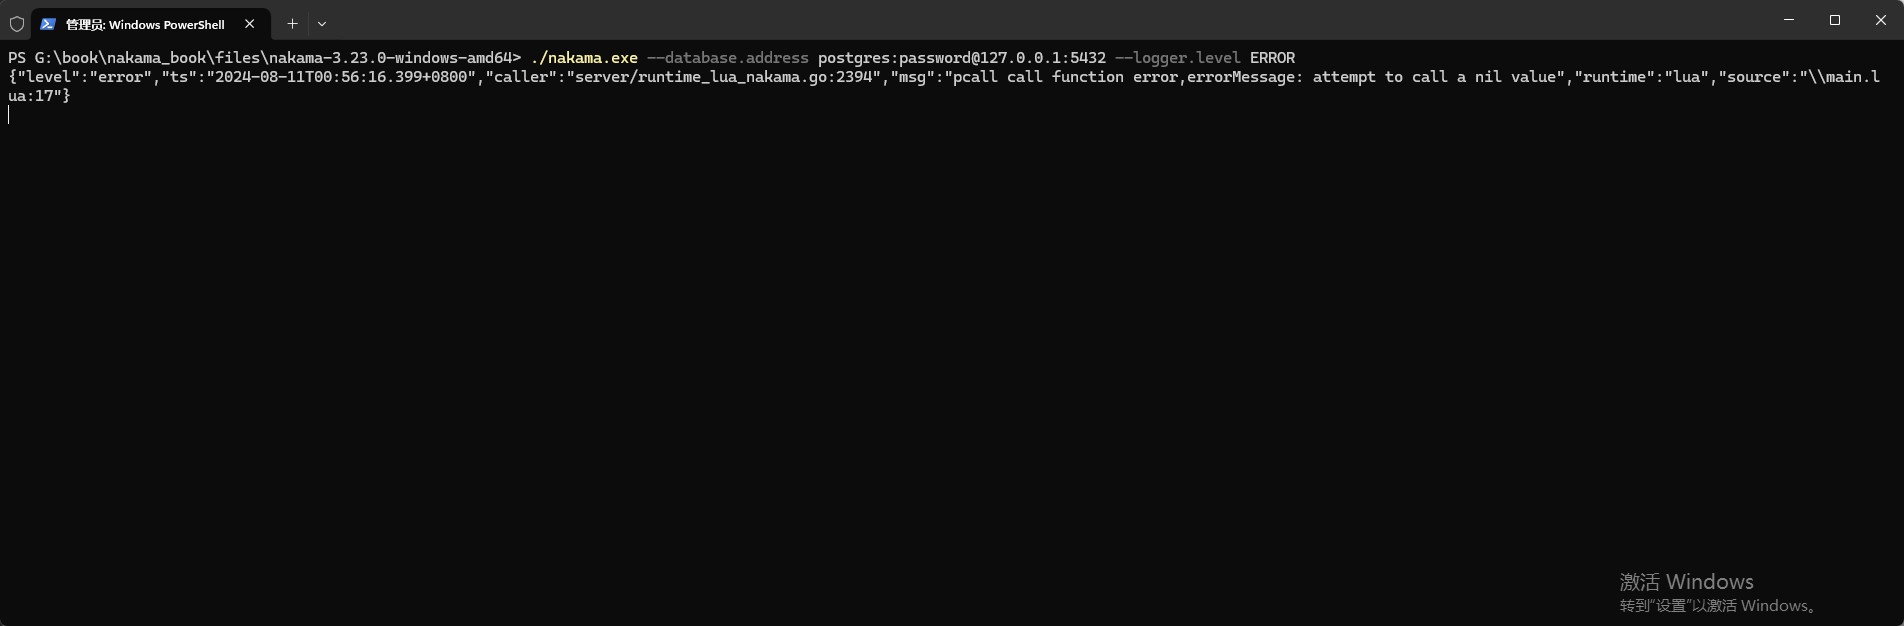 管理员: Windows PowerShell
PS G:\book\nakama_book\files\nakama-3.23.0-windows-amd64> ./nakama.exe --database.address postgres:password@127.0.0.1:5432 --logger.level ERROR
{"level":"error","ts":"2024-08-11T00:56:16.399+0800","caller":"server/runtime_lua_nakama.go:2394","msg":"pcall call function error,errorMessage: attempt to call a nil value","runtime":"lua","source":"\\main.l
ua:17"}
激活 Windows
转到“设置”以激活 Windows。